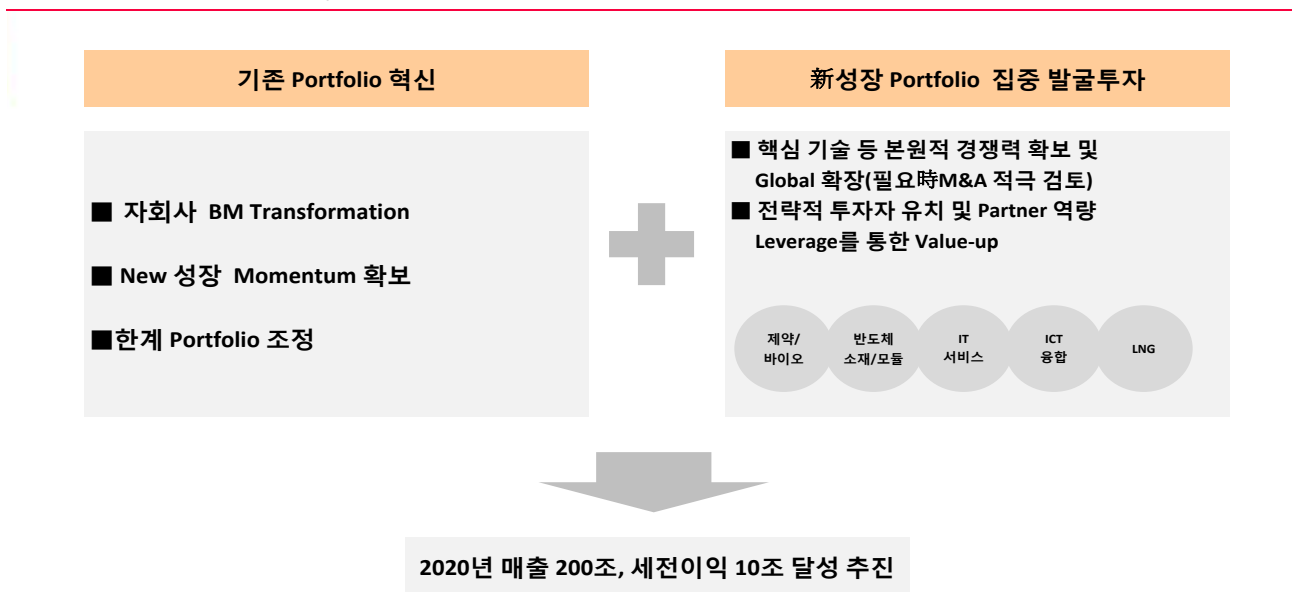 기존 Portfolio 혁신
■ 자회사 BM Transformation
■ New 성장 Momentum 확보
■한계 Portfolio 조정
新성장 Portfolio 집중 발굴투자
■ 핵심 기술 등 본원적 경쟁력 확보 및
Global 확장(필요時M&A 적극 검토)
■ 전략적 투자자 유치 및 Partner 역량
Leverage를 통한 Value-up
제약/
바이오
반도체
소재/모듈
IT
서비스
ICT
융합
LNG
2020년 매출 200조, 세전이익 10조 달성 추진